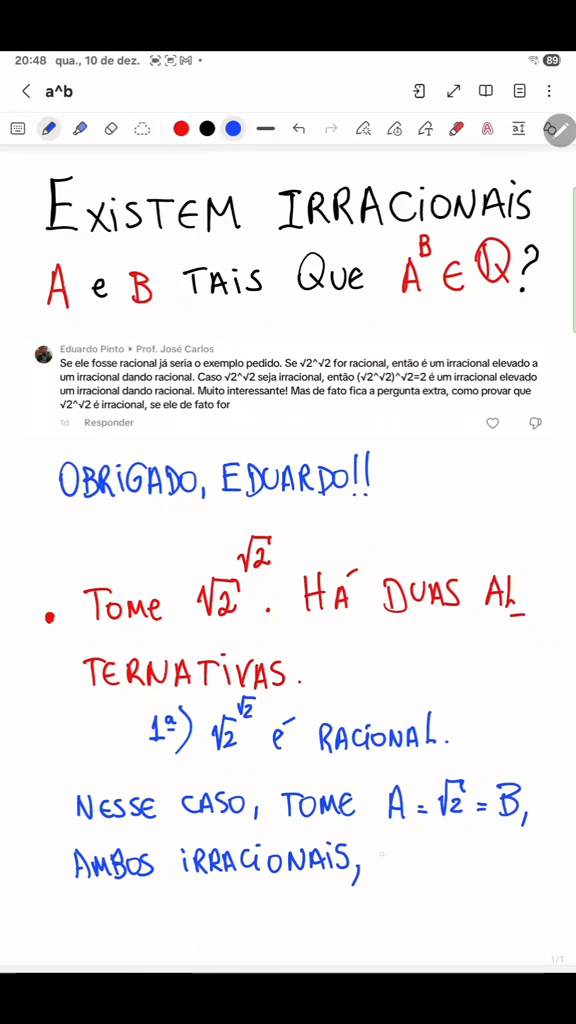 20:48 qua., 10 de dez.
89
a^b
EXISTEM IRRACIONAIS
A e B TAIS QUE A^B ∈ Q?
Eduardo Pinto ▸ Prof. José Carlos
Se ele fosse racional já seria o exemplo pedido. Se √2^√2 for racional, então é um irracional elevado a
um irracional dando racional. Caso √2^√2 seja irracional, então (√2^√2)^√2=2 é um irracional elevado
um irracional dando racional. Muito interessante! Mas de fato fica a pergunta extra, como provar que
√2^√2 é irracional, se ele de fato for
1d Responder
OBRIGADO, EDUARDO!!
• TOME √2^√2. HÁ DUAS AL
TERNATIVAS.
1ª) √2^√2 É RACIONAL.
NESSE CASO, TOME A = √2 = B,
AMBOS IRRACIONAIS,
1/1